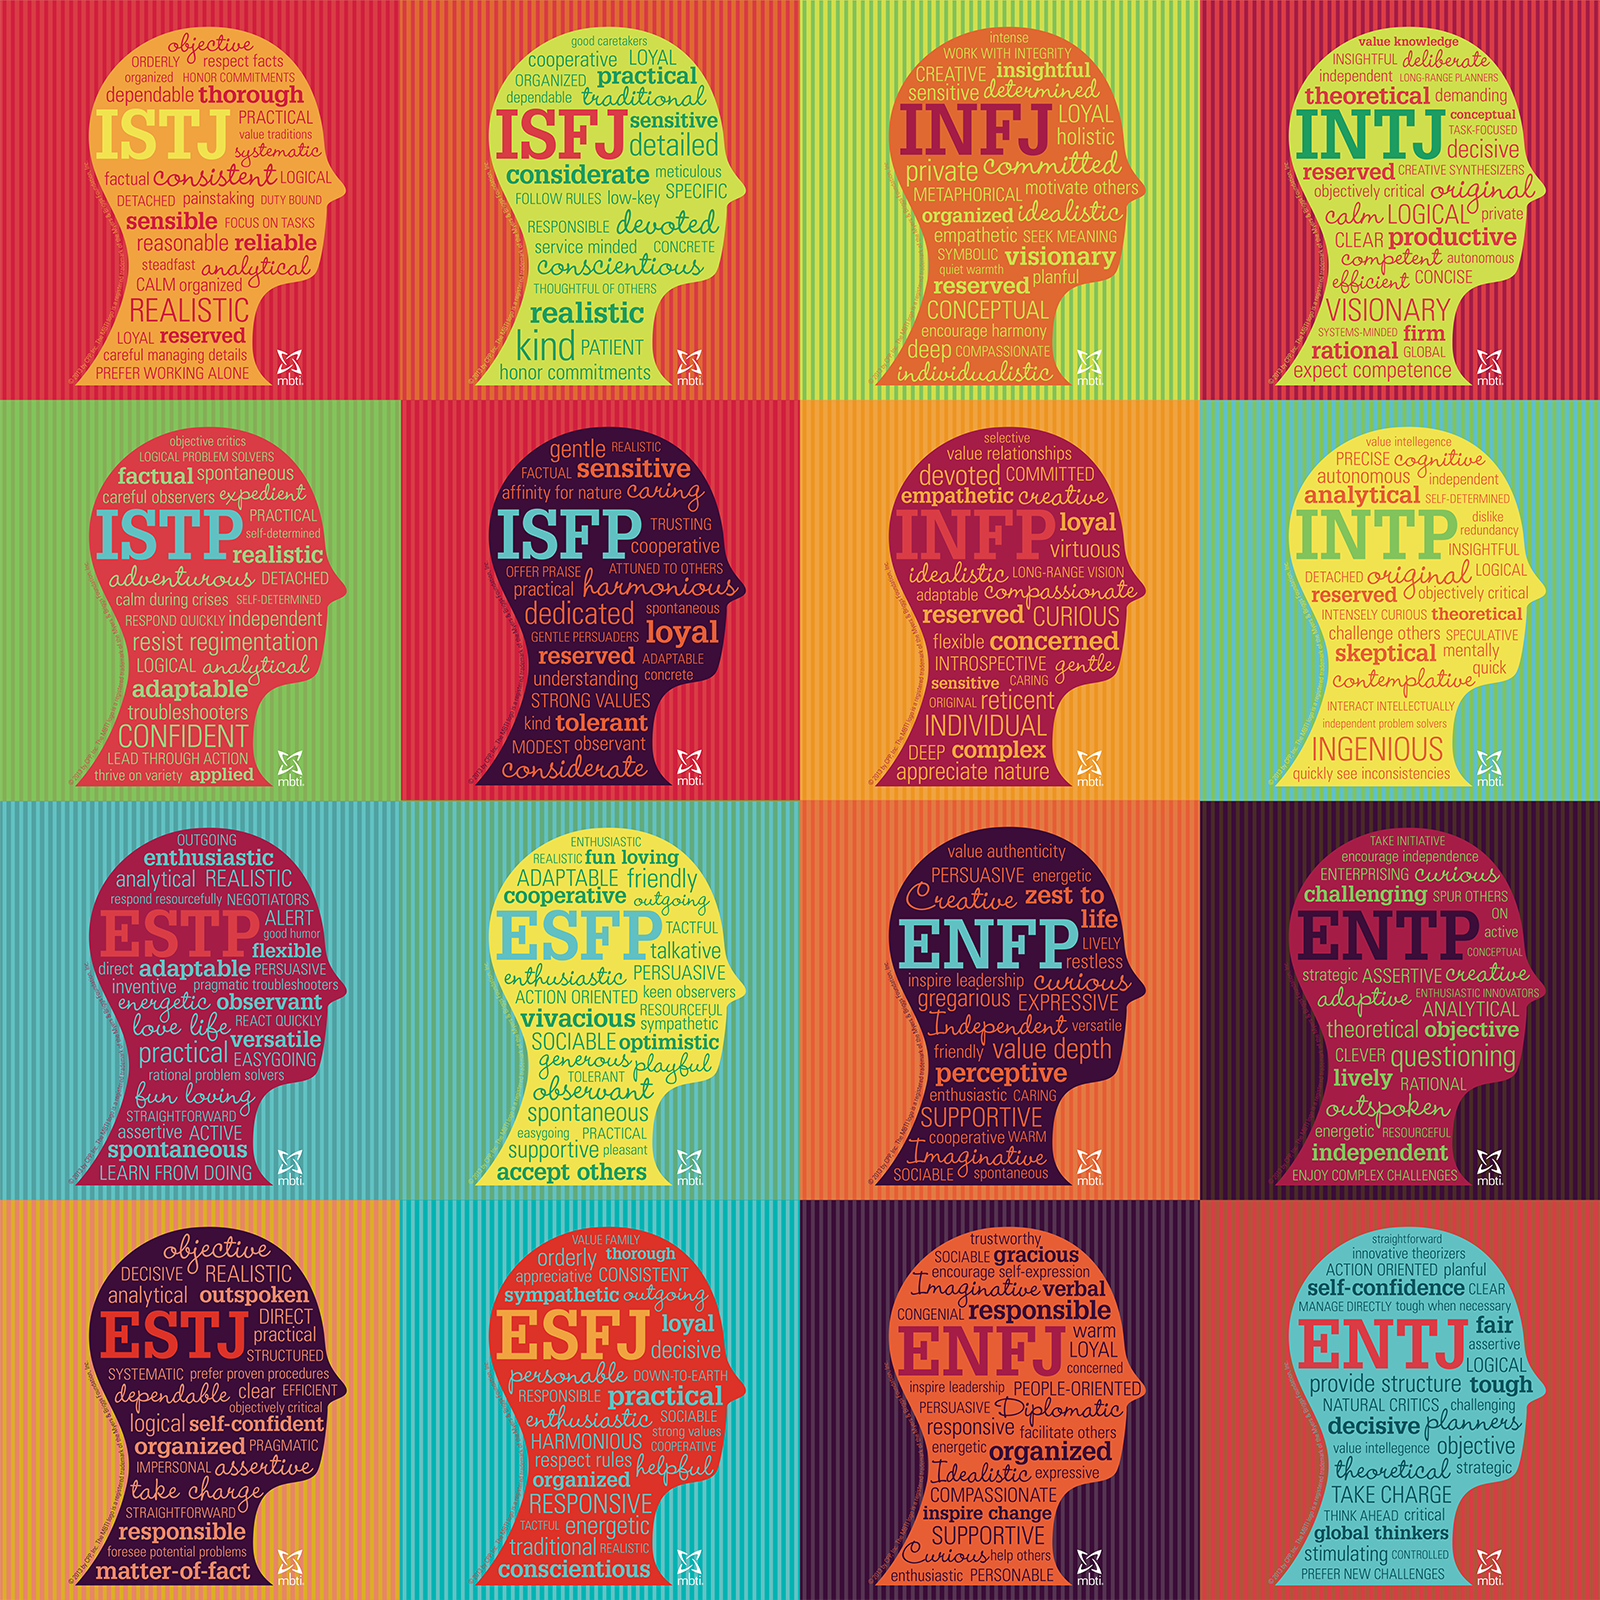 objective
ORDERLY respect facts
organized HONOR COMMITMENTS
dependable thorough
ISTJ PRACTICAL
value traditions
systematic
factual consistent LOGICAL
DETACHED painstaking DUTY BOUND
sensible FOCUS ON TASKS
reasonable reliable
steadfast analytical
CALM organized
REALISTIC
LOYAL reserved
careful managing details
PREFER WORKING ALONE
mbti.
good caretakers
cooperative LOYAL
ORGANIZED practical
dependable traditional
ISFJ sensitive
detailed
considerate meticulous
FOLLOW RULES low-key SPECIFIC
RESPONSIBLE devoted
service minded CONCRETE
conscientious
THOUGHTFUL OF OTHERS
realistic
kind PATIENT
honor commitments
mbti.
intense
WORK WITH INTEGRITY
CREATIVE insightful
sensitive determined
INFJ LOYAL
holistic
private committed
METAPHORICAL motivate others
organized idealistic
empathetic SEEK MEANING
SYMBOLIC visionary
quiet warmth planful
reserved
CONCEPTUAL
encourage harmony
deep COMPASSIONATE
individualistic
mbti.
value knowledge
INSIGHTFUL deliberate
independent LONG-RANGE PLANNERS
theoretical demanding
INTJ conceptual
TASK-FOCUSED
decisive
reserved CREATIVE SYNTHESIZERS
objectively critical original
calm LOGICAL private
CLEAR productive
competent autonomous
efficient CONCISE
VISIONARY
SYSTEMS-MINDED firm
rational GLOBAL
expect competence
mbti.
objective critics
LOGICAL PROBLEM SOLVERS
factual spontaneous
careful observers expedient
ISTP PRACTICAL
self-determined
realistic
adventurous DETACHED
calm during crises SELF-DETERMINED
RESPOND QUICKLY independent
resist regimentation
LOGICAL analytical
adaptable
troubleshooters
CONFIDENT
LEAD THROUGH ACTION
thrive on variety applied
mbti.
gentle REALISTIC
FACTUAL sensitive
affinity for nature caring
ISFP TRUSTING
cooperative
OFFER PRAISE ATTUNED TO OTHERS
practical harmonious
dedicated spontaneous
GENTLE PERSUADERS loyal
reserved ADAPTABLE
understanding concrete
STRONG VALUES
kind tolerant
MODEST observant
considerate
mbti.
selective
value relationships
devoted COMMITTED
empathetic creative
INFP loyal
virtuous
idealistic LONG-RANGE VISION
adaptable compassionate
reserved CURIOUS
flexible concerned
INTROSPECTIVE gentle
sensitive CARING
ORIGINAL reticent
INDIVIDUAL
DEEP complex
appreciate nature
mbti.
value intellegence
PRECISE cognitive
autonomous independent
analytical SELF-DETERMINED
INTP dislike
redundancy
INSIGHTFUL
DETACHED original LOGICAL
reserved objectively critical
INTENSELY CURIOUS theoretical
challenge others SPECULATIVE
skeptical mentally
quick
contemplative
INTERACT INTELLECTUALLY
independent problem solvers
INGENIOUS
quickly see inconsistencies
mbti.
OUTGOING
enthusiastic
analytical REALISTIC
respond resourcefully NEGOTIATORS
ESTP ALERT
good humor
flexible
direct adaptable PERSUASIVE
inventive pragmatic troubleshooters
energetic observant
love life REACT QUICKLY
versatile
practical EASYGOING
rational problem solvers
fun loving
STRAIGHTFORWARD
assertive ACTIVE
spontaneous
LEARN FROM DOING
mbti.
ENTHUSIASTIC
REALISTIC fun loving
ADAPTABLE friendly
cooperative outgoing
ESFP TACTFUL
talkative
enthusiastic PERSUASIVE
ACTION ORIENTED keen observers
vivacious RESOURCEFUL
sympathetic
SOCIABLE optimistic
generous playful
TOLERANT
observant
spontaneous
easygoing PRACTICAL
supportive pleasant
accept others
mbti.
value authenticity
PERSUASIVE energetic
Creative zest to
life
ENFP LIVELY
restless
inspire leadership curious
gregarious EXPRESSIVE
Independent versatile
friendly value depth
perceptive
enthusiastic CARING
SUPPORTIVE
cooperative WARM
Imaginative
SOCIABLE spontaneous
mbti.
TAKE INITIATIVE
encourage independence
ENTERPRISING curious
challenging SPUR OTHERS
ENTP ON
active
CONCEPTUAL
strategic ASSERTIVE creative
adaptive ENTHUSIASTIC INNOVATORS
ANALYTICAL
theoretical objective
CLEVER questioning
lively RATIONAL
outspoken
energetic RESOURCEFUL
independent
ENJOY COMPLEX CHALLENGES
mbti.
objective
DECISIVE REALISTIC
analytical outspoken
ESTJ DIRECT
practical
STRUCTURED
SYSTEMATIC prefer proven procedures
dependable clear EFFICIENT
objectively critical
logical self-confident
organized PRAGMATIC
IMPERSONAL assertive
take charge
STRAIGHTFORWARD
responsible
foresee potential problems
matter-of-fact
mbti.
VALUE FAMILY
orderly thorough
appreciative CONSISTENT
sympathetic outgoing
ESFJ loyal
decisive
personable DOWN-TO-EARTH
RESPONSIBLE practical
enthusiastic SOCIABLE
strong values
HARMONIOUS COOPERATIVE
respect rules helpful
organized
RESPONSIVE
TACTFUL energetic
traditional REALISTIC
conscientious
mbti.
trustworthy
SOCIABLE gracious
encourage self-expression
Imaginative verbal
CONGENIAL responsible
ENFJ warm
LOYAL
concerned
inspire leadership PEOPLE-ORIENTED
PERSUASIVE Diplomatic
responsive facilitate others
energetic organized
Idealistic expressive
COMPASSIONATE
inspire change
SUPPORTIVE
Curious help others
enthusiastic PERSONABLE
mbti.
straightforward
innovative theorizers
ACTION ORIENTED planful
self-confidence CLEAR
MANAGE DIRECTLY tough when necessary
ENTJ fair
assertive
LOGICAL
provide structure tough
NATURAL CRITICS challenging
decisive planners
value intellegence objective
theoretical strategic
TAKE CHARGE
THINK AHEAD critical
global thinkers
stimulating CONTROLLED
PREFER NEW CHALLENGES
mbti.